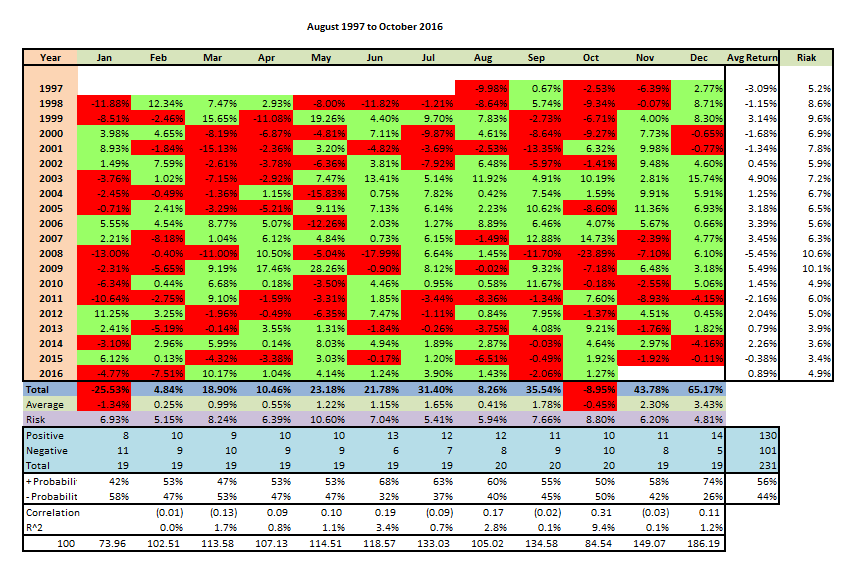 August 1997 to October 2016
Year Jan Feb Mar Apr May Jun Jul Aug Sep Oct Nov Dec Avg Return Riak
1997 -9.98% 0.67% -2.53% -6.39% 2.77% -3.09% 5.2%
1998 -11.88% 12.34% 7.47% 2.93% -8.00% -11.82% -1.21% -8.64% 5.74% -9.34% -0.07% 8.71% -1.15% 8.6%
1999 -8.51% -2.46% 15.65% -11.08% 19.26% 4.40% 9.70% 7.83% -2.73% -6.71% 4.00% 8.30% 3.14% 9.6%
2000 3.98% 4.65% -8.19% -6.87% -4.81% 7.11% -9.87% 4.61% -8.64% -9.27% 7.73% -0.65% -1.68% 6.9%
2001 8.93% -1.84% -15.13% -2.36% 3.20% -4.82% -3.69% -2.53% -13.35% 6.32% 9.98% -0.77% -1.34% 7.8%
2002 1.49% 7.59% -2.61% -3.78% -6.36% 3.81% -7.92% 6.48% -5.97% -1.41% 9.48% 4.60% 0.45% 5.9%
2003 -3.76% 1.02% -7.15% -2.92% 7.47% 13.41% 5.14% 11.92% 4.91% 10.19% 2.81% 15.74% 4.90% 7.2%
2004 -2.45% -0.49% -1.36% 1.15% -15.83% 0.75% 7.82% 0.42% 7.54% 1.59% 9.91% 5.91% 1.25% 6.7%
2005 -0.71% 2.41% -3.29% -5.21% 9.11% 7.13% 6.14% 2.23% 10.62% -8.60% 11.36% 6.93% 3.18% 6.5%
2006 5.55% 4.54% 8.77% 5.07% -12.26% 2.03% 1.27% 8.89% 6.46% 4.07% 5.67% 0.66% 3.39% 5.6%
2007 2.21% -8.18% 1.04% 6.12% 4.84% 0.73% 6.15% -1.49% 12.88% 14.73% -2.39% 4.77% 3.45% 6.3%
2008 -13.00% -0.40% -11.00% 10.50% -5.04% -17.99% 6.64% 1.45% -11.70% -23.89% -7.10% 6.10% -5.45% 10.6%
2009 -2.31% -5.65% 9.19% 17.46% 28.26% -0.90% 8.12% -0.02% 9.32% -7.18% 6.48% 3.18% 5.49% 10.1%
2010 -6.34% 0.44% 6.68% 0.18% -3.50% 4.46% 0.95% 0.58% 11.67% -0.18% -2.55% 5.06% 1.45% 4.9%
2011 -10.64% -2.75% 9.10% -1.59% -3.31% 1.85% -3.44% -8.36% -1.34% 7.60% -8.93% -4.15% -2.16% 6.0%
2012 11.25% 3.25% -1.96% -0.49% -6.35% 7.47% -1.11% 0.84% 7.95% -1.37% 4.51% 0.45% 2.04% 5.0%
2013 2.41% -5.19% -0.14% 3.55% 1.31% -1.84% -0.26% -3.75% 4.08% 9.21% -1.76% 1.82% 0.79% 3.9%
2014 -3.10% 2.96% 5.99% 0.14% 8.03% 4.94% 1.89% 2.87% -0.03% 4.64% 2.97% -4.16% 2.26% 3.6%
2015 6.12% 0.13% -4.32% -3.38% 3.03% -0.17% 1.20% -6.51% -0.49% 1.92% -1.92% -0.11% -0.38% 3.4%
2016 -4.77% -7.51% 10.17% 1.04% 4.14% 1.24% 3.90% 1.43% -2.06% 1.27% 0.89% 4.9%
Total -25.53% 4.84% 18.90% 10.46% 23.18% 21.78% 31.40% 8.26% 35.54% -8.95% 43.78% 65.17%
Average -1.34% 0.25% 0.99% 0.55% 1.22% 1.15% 1.65% 0.41% 1.78% -0.45% 2.30% 3.43%
Risk 6.93% 5.15% 8.24% 6.39% 10.60% 7.04% 5.41% 5.94% 7.66% 8.80% 6.20% 4.81%
Positive 8 10 9 10 10 13 12 12 11 10 11 14 130
Negative 11 9 10 9 9 6 7 8 9 10 8 5 101
Total 19 19 19 19 19 19 19 20 20 20 19 19 231
+ Probabili 42% 53% 47% 53% 53% 68% 63% 60% 55% 50% 58% 74% 56%
- Probabilit 58% 47% 53% 47% 47% 32% 37% 40% 45% 50% 42% 26% 44%
Correlation (0.01) (0.13) 0.09 0.10 0.19 (0.09) 0.17 (0.02) 0.31 (0.03) 0.11
R^2 0.0% 1.7% 0.8% 1.1% 3.4% 0.7% 2.8% 0.1% 9.4% 0.1% 1.2%
100 73.96 102.51 113.58 107.13 114.51 118.57 133.03 105.02 134.58 84.54 149.07 186.19